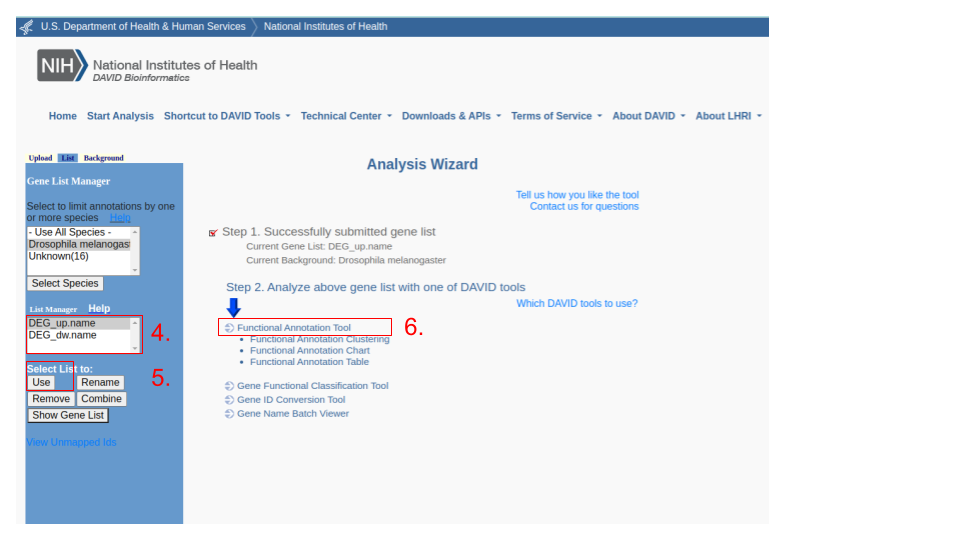 U.S. Department of Health & Human Services National Institutes of Health
NIH National Institutes of Health
DAVID Bioinformatics
Home Start Analysis Shortcut to DAVID Tools Technical Center Downloads & APIs Terms of Service About DAVID About LHRI
Upload List Background
Gene List Manager
Select to limit annotations by one
or more species Help
- Use All Species -
Drosophila melanogas
Unknown(16)
Select Species
List Manager Help
DEG_up.name
DEG_dw.name
4.
Select List to:
5.
Use Rename
Remove Combine
Show Gene List
View Unmapped Ids
Analysis Wizard
Tell us how you like the tool
Contact us for questions
Step 1. Successfully submitted gene list
Current Gene List: DEG_up.name
Current Background: Drosophila melanogaster
Step 2. Analyze above gene list with one of DAVID tools
Which DAVID tools to use?
Functional Annotation Tool
6.
Functional Annotation Clustering
Functional Annotation Chart
Functional Annotation Table
Gene Functional Classification Tool
Gene ID Conversion Tool
Gene Name Batch Viewer